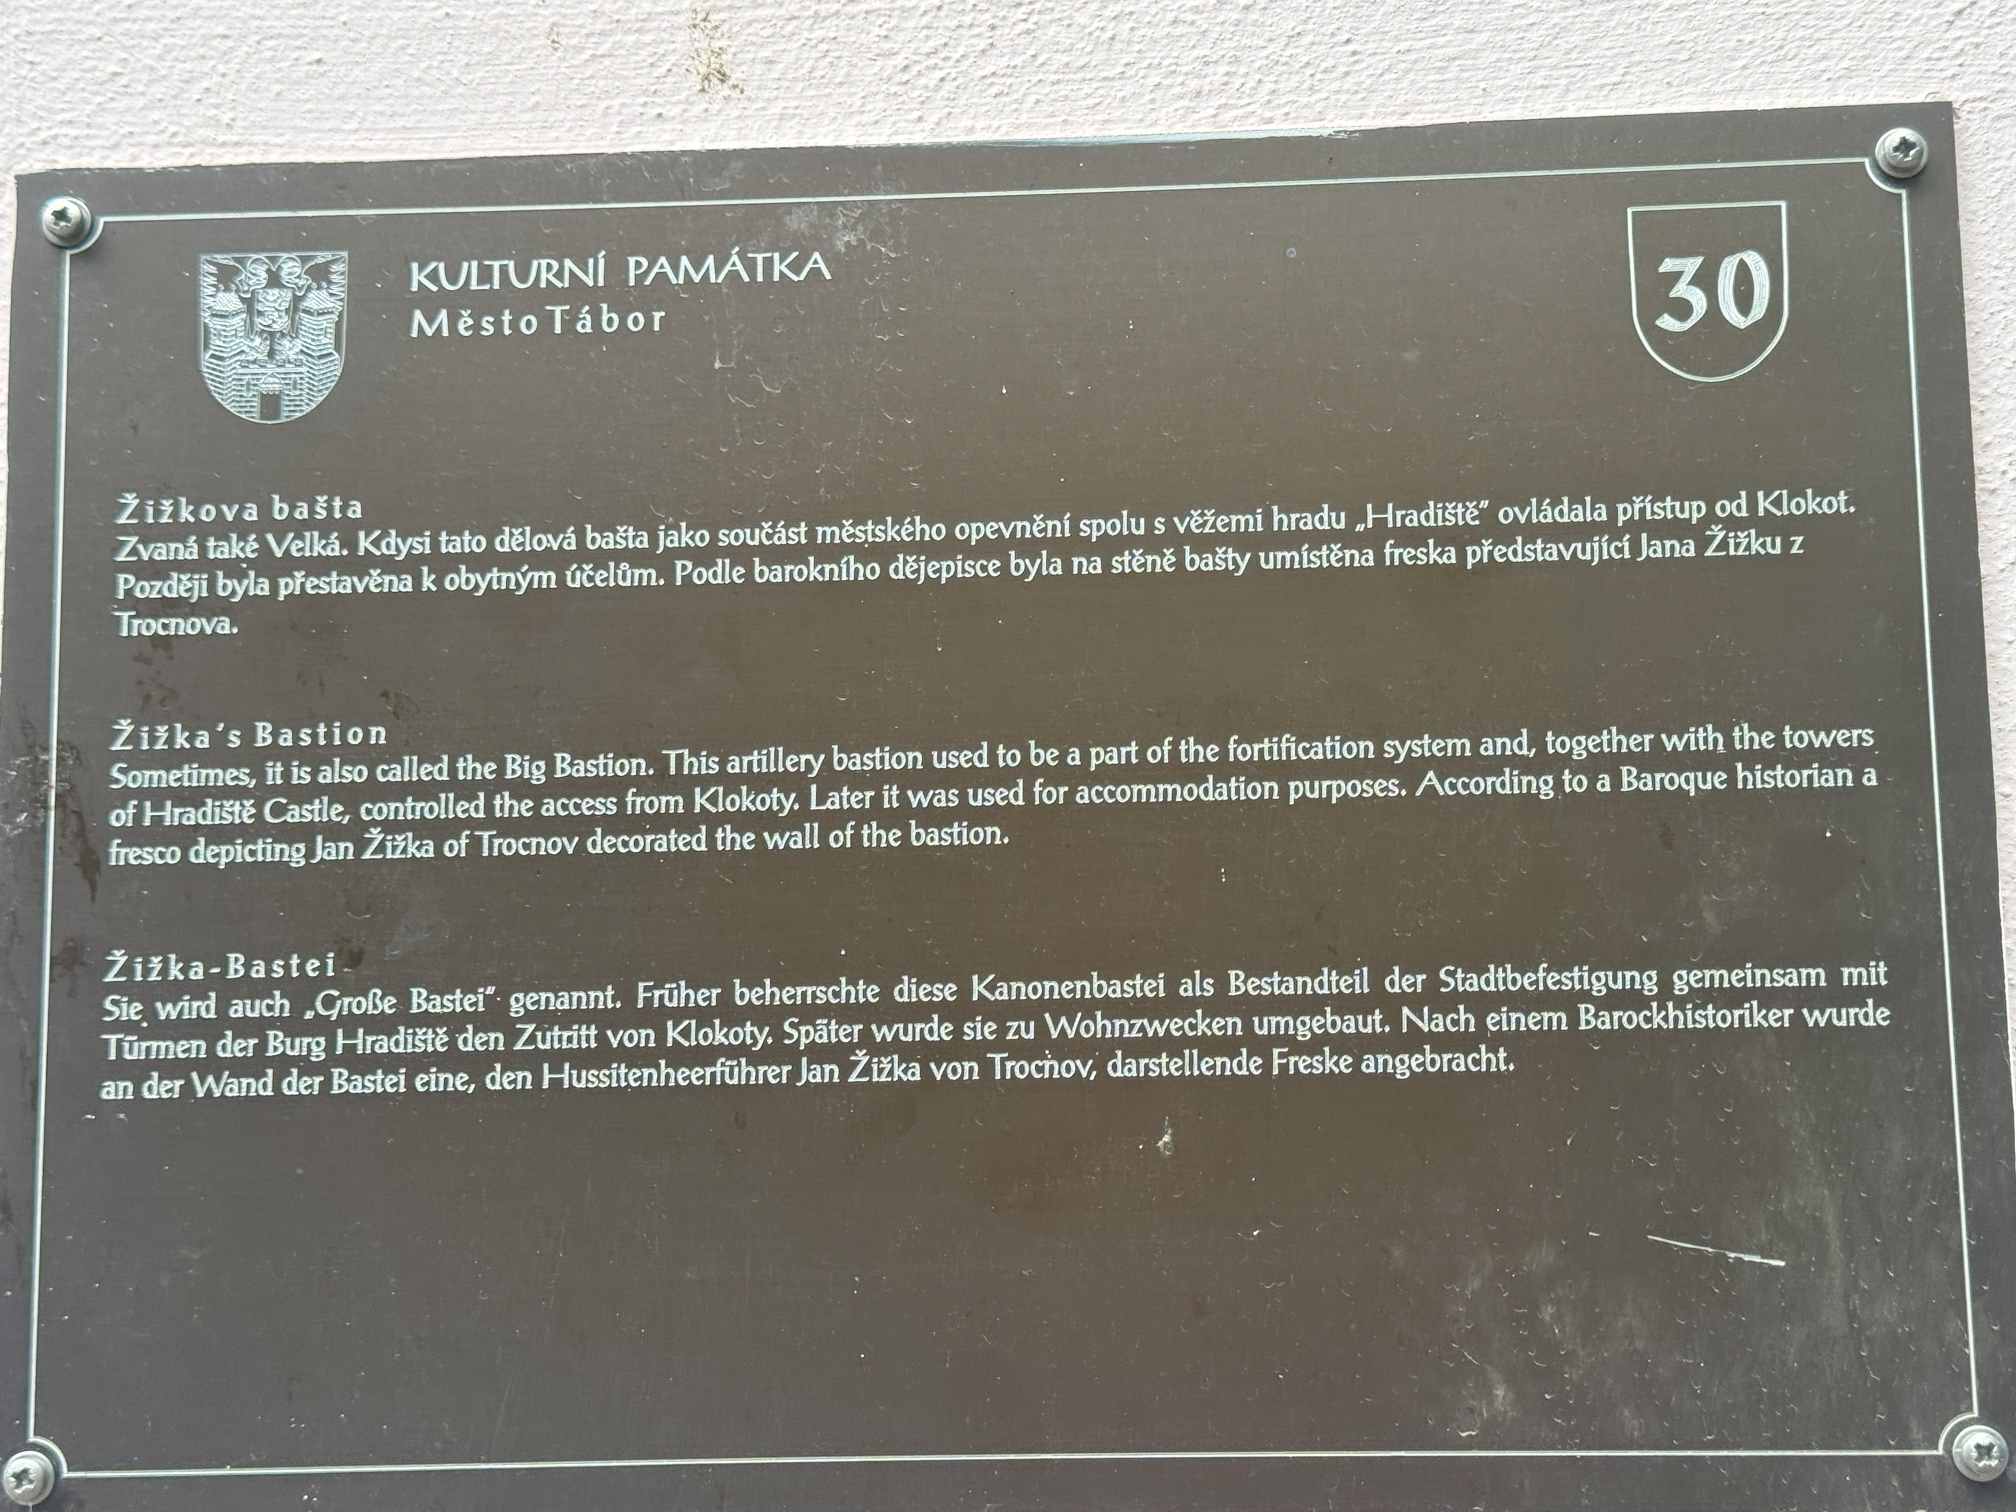 KULTURNÍ PAMÁTKA
Město Tábor
30
Žižkova bašta
Zvaná také Velká. Kdysi tato dělová bašta jako součást městského opevnění spolu s věžemi hradu „Hradiště“ ovládala přístup od Klokot.
Později byla přestavěna k obytným účelům. Podle barokního dějepisce byla na stěně bašty umístěna freska představující Jana Žižku z
Trocnova.
Žižka's Bastion
Sometimes, it is also called the Big Bastion. This artillery bastion used to be a part of the fortification system and, together with the towers
of Hradiště Castle, controlled the access from Klokoty. Later it was used for accommodation purposes. According to a Baroque historian a
fresco depicting Jan Žižka of Trocnov decorated the wall of the bastion.
Žižka-Bastei
Sie wird auch „Große Bastei“ genannt. Früher beherrschte diese Kanonenbastei als Bestandteil der Stadtbefestigung gemeinsam mit
Türmen der Burg Hradiště den Zutritt von Klokoty. Später wurde sie zu Wohnzwecken umgebaut. Nach einem Barockhistoriker wurde
an der Wand der Bastei eine, den Hussitenheerführer Jan Žižka von Trocnov, darstellende Freske angebracht.